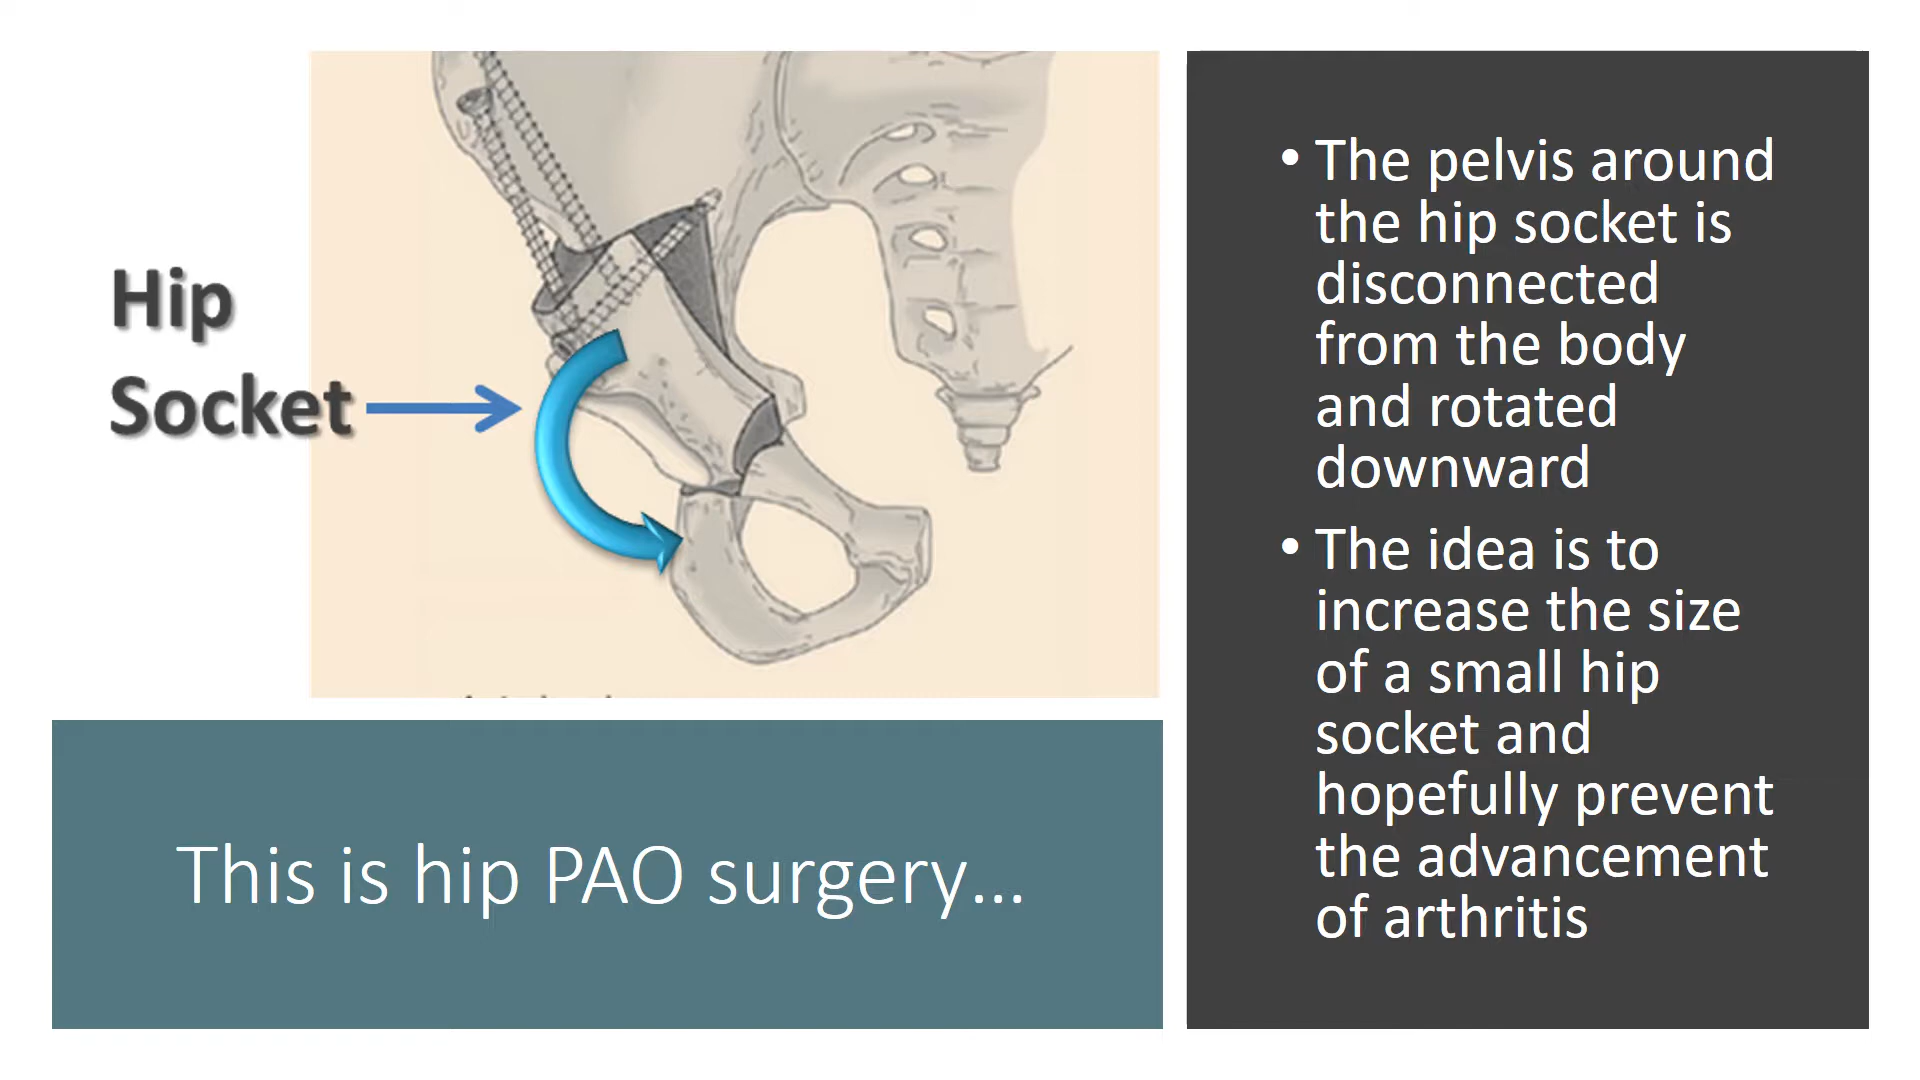 Hip
Socket
This is hip PAO surgery...
• The pelvis around
the hip socket is
disconnected
from the body
and rotated
downward
• The idea is to
increase the size
of a small hip
socket and
hopefully prevent
the advancement
of arthritis